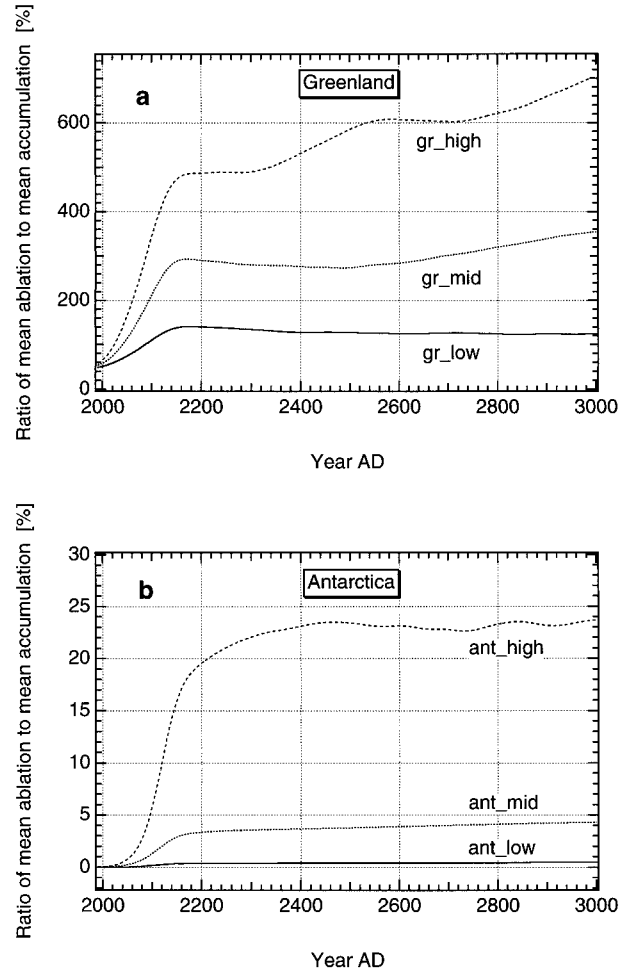 Ratio of mean ablation to mean accumulation [%]
a
Greenland
600
400
200
0
gr_high
gr_mid
gr_low
2000 2200 2400 2600 2800 3000
Year AD
Ratio of mean ablation to mean accumulation [%]
30
b
Antarctica
25
20
15
10
5
0
ant_high
ant_mid
ant_low
2000 2200 2400 2600 2800 3000
Year AD